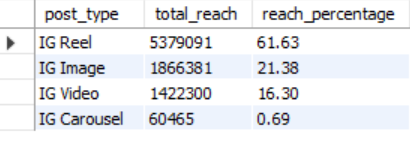 post_type total_reach reach_percentage
IG Reel 5379091 61.63
IG Image 1866381 21.38
IG Video 1422300 16.30
IG Carousel 60465 0.69